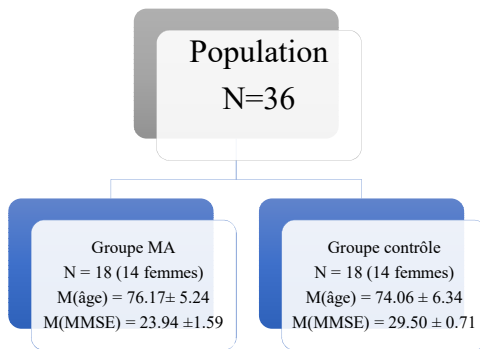 Population
N=36
Groupe MA
N = 18 (14 femmes)
M(âge) = 76.17± 5.24
M(MMSE) = 23.94 ±1.59
Groupe contrôle
N = 18 (14 femmes)
M(âge) = 74.06 ± 6.34
M(MMSE) = 29.50 ± 0.71